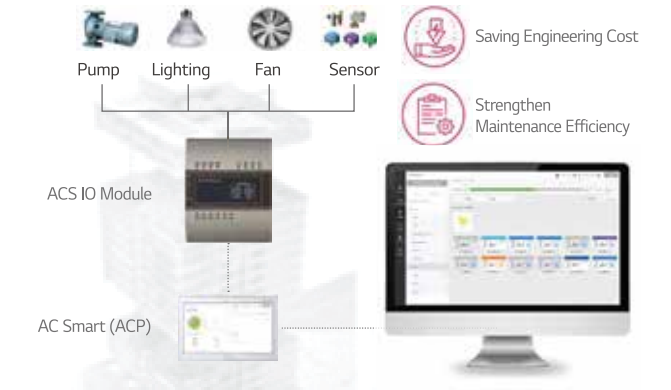 Saving Engineering Cost
Pump
Lighting
Fan
Sensor
Strengthen
Maintenance Efficiency
ACS IO Module
AC Smart (ACP)